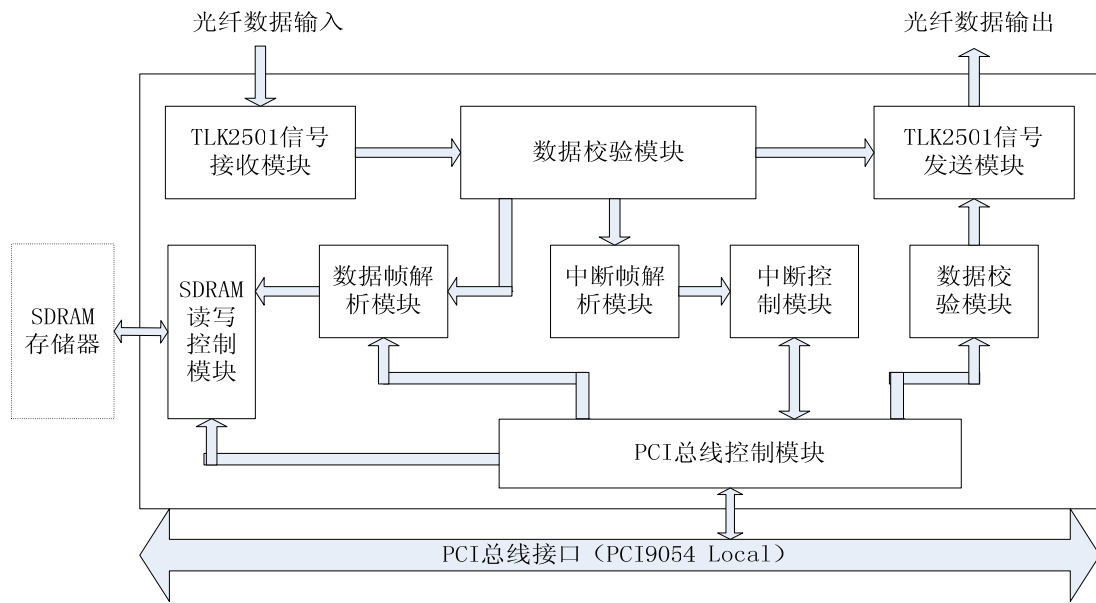 光纤数据输入
光纤数据输出
TLK2501信号
接收模块
数据校验模块
TLK2501信号
发送模块
SDRAM
存储器
SDRAM
读写
控制
模块
数据帧解
析模块
中断帧解
析模块
中断控
制模块
数据校
验模块
PCI总线控制模块
PCI总线接口（PCI9054 Local）